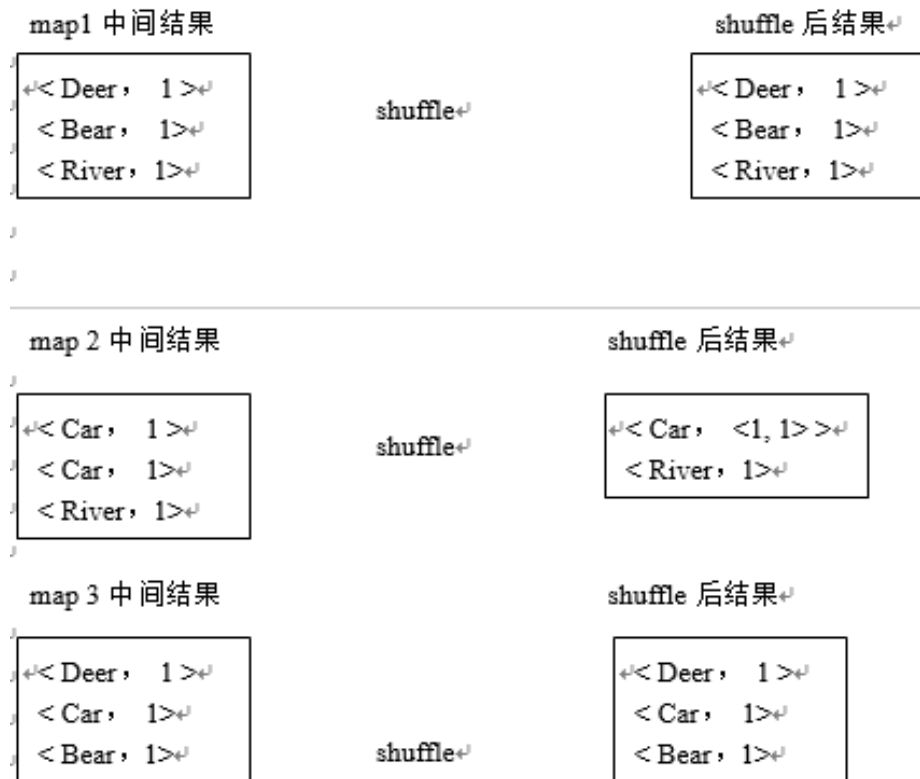 map1 中间结果
shuffle 后结果↵
↵< Deer， 1 >↵
< Bear， 1>↵
< River，1>↵
shuffle↵
↵< Deer， 1 >↵
< Bear， 1>↵
< River，1>↵
map 2 中间结果
shuffle 后结果↵
↵< Car， 1 >↵
< Car， 1>↵
< River，1>↵
shuffle↵
↵< Car， <1, 1> >↵
< River，1>↵
map 3 中间结果
shuffle 后结果↵
↵< Deer， 1 >↵
< Car， 1>↵
< Bear，1>↵
shuffle↵
↵< Deer， 1 >↵
< Car， 1>↵
< Bear，1>↵